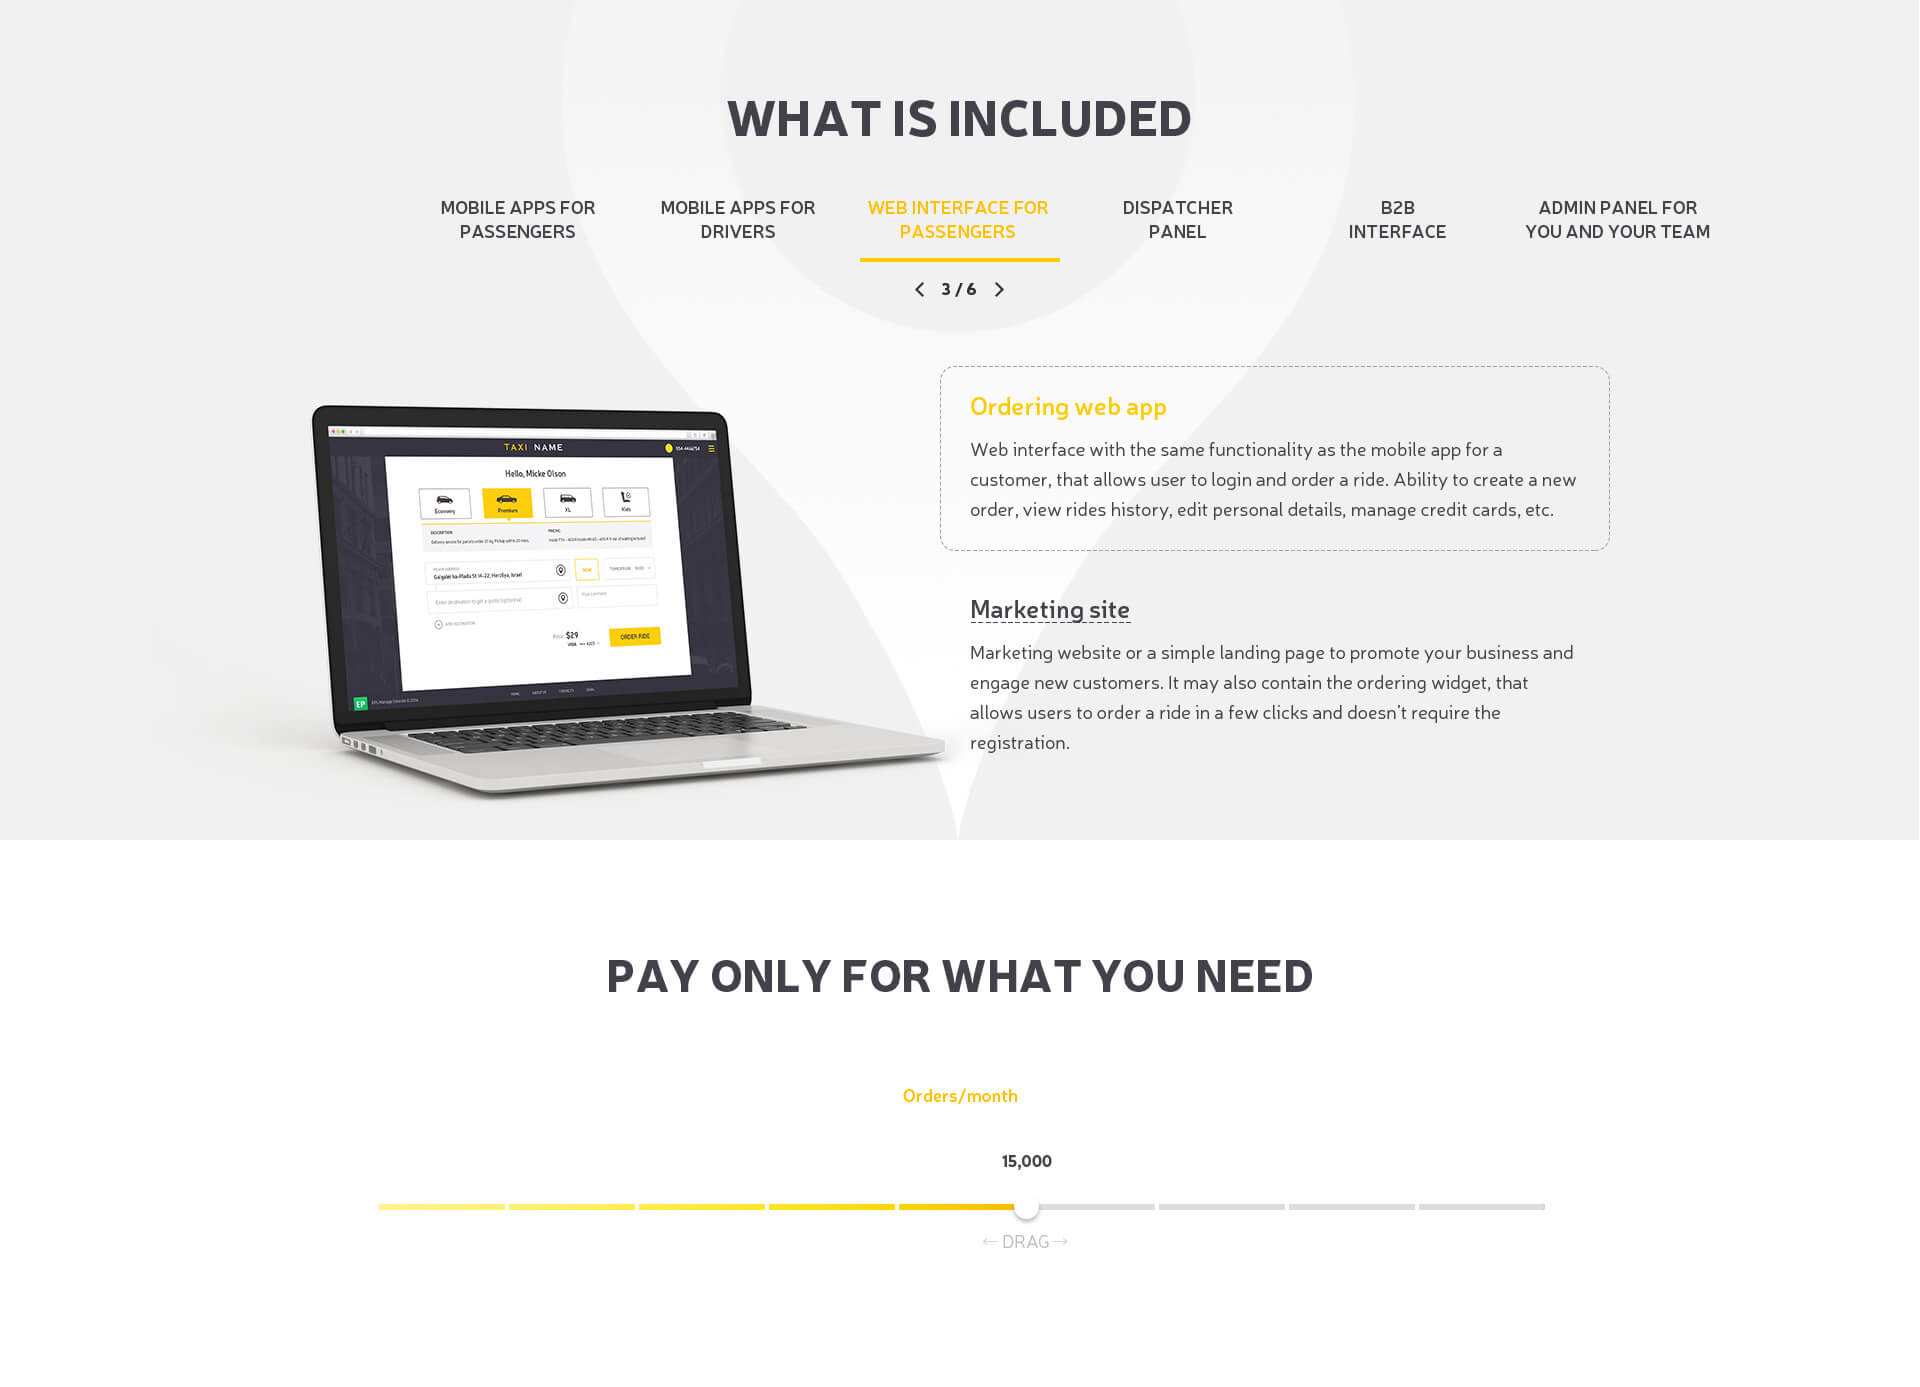 WHAT IS INCLUDED
MOBILE APPS FOR
PASSENGERS
MOBILE APPS FOR
DRIVERS
WEB INTERFACE FOR
PASSENGERS
DISPATCHER
PANEL
B2B
INTERFACE
ADMIN PANEL FOR
YOU AND YOUR TEAM
3 / 6
TAXI NAME
Hello, Micke Olson
Economy
Premium
XL
Kids
DESCRIPTION
PRICING
NOW
TOMORROW
Price: $29
ORDER RIDE
EP
Ordering web app
Web interface with the same functionality as the mobile app for a
customer, that allows user to login and order a ride. Ability to create a new
order, view rides history, edit personal details, manage credit cards, etc.
Marketing site
Marketing website or a simple landing page to promote your business and
engage new customers. It may also contain the ordering widget, that
allows users to order a ride in a few clicks and doesn’t require the
registration.
PAY ONLY FOR WHAT YOU NEED
Orders/month
15,000
← DRAG →